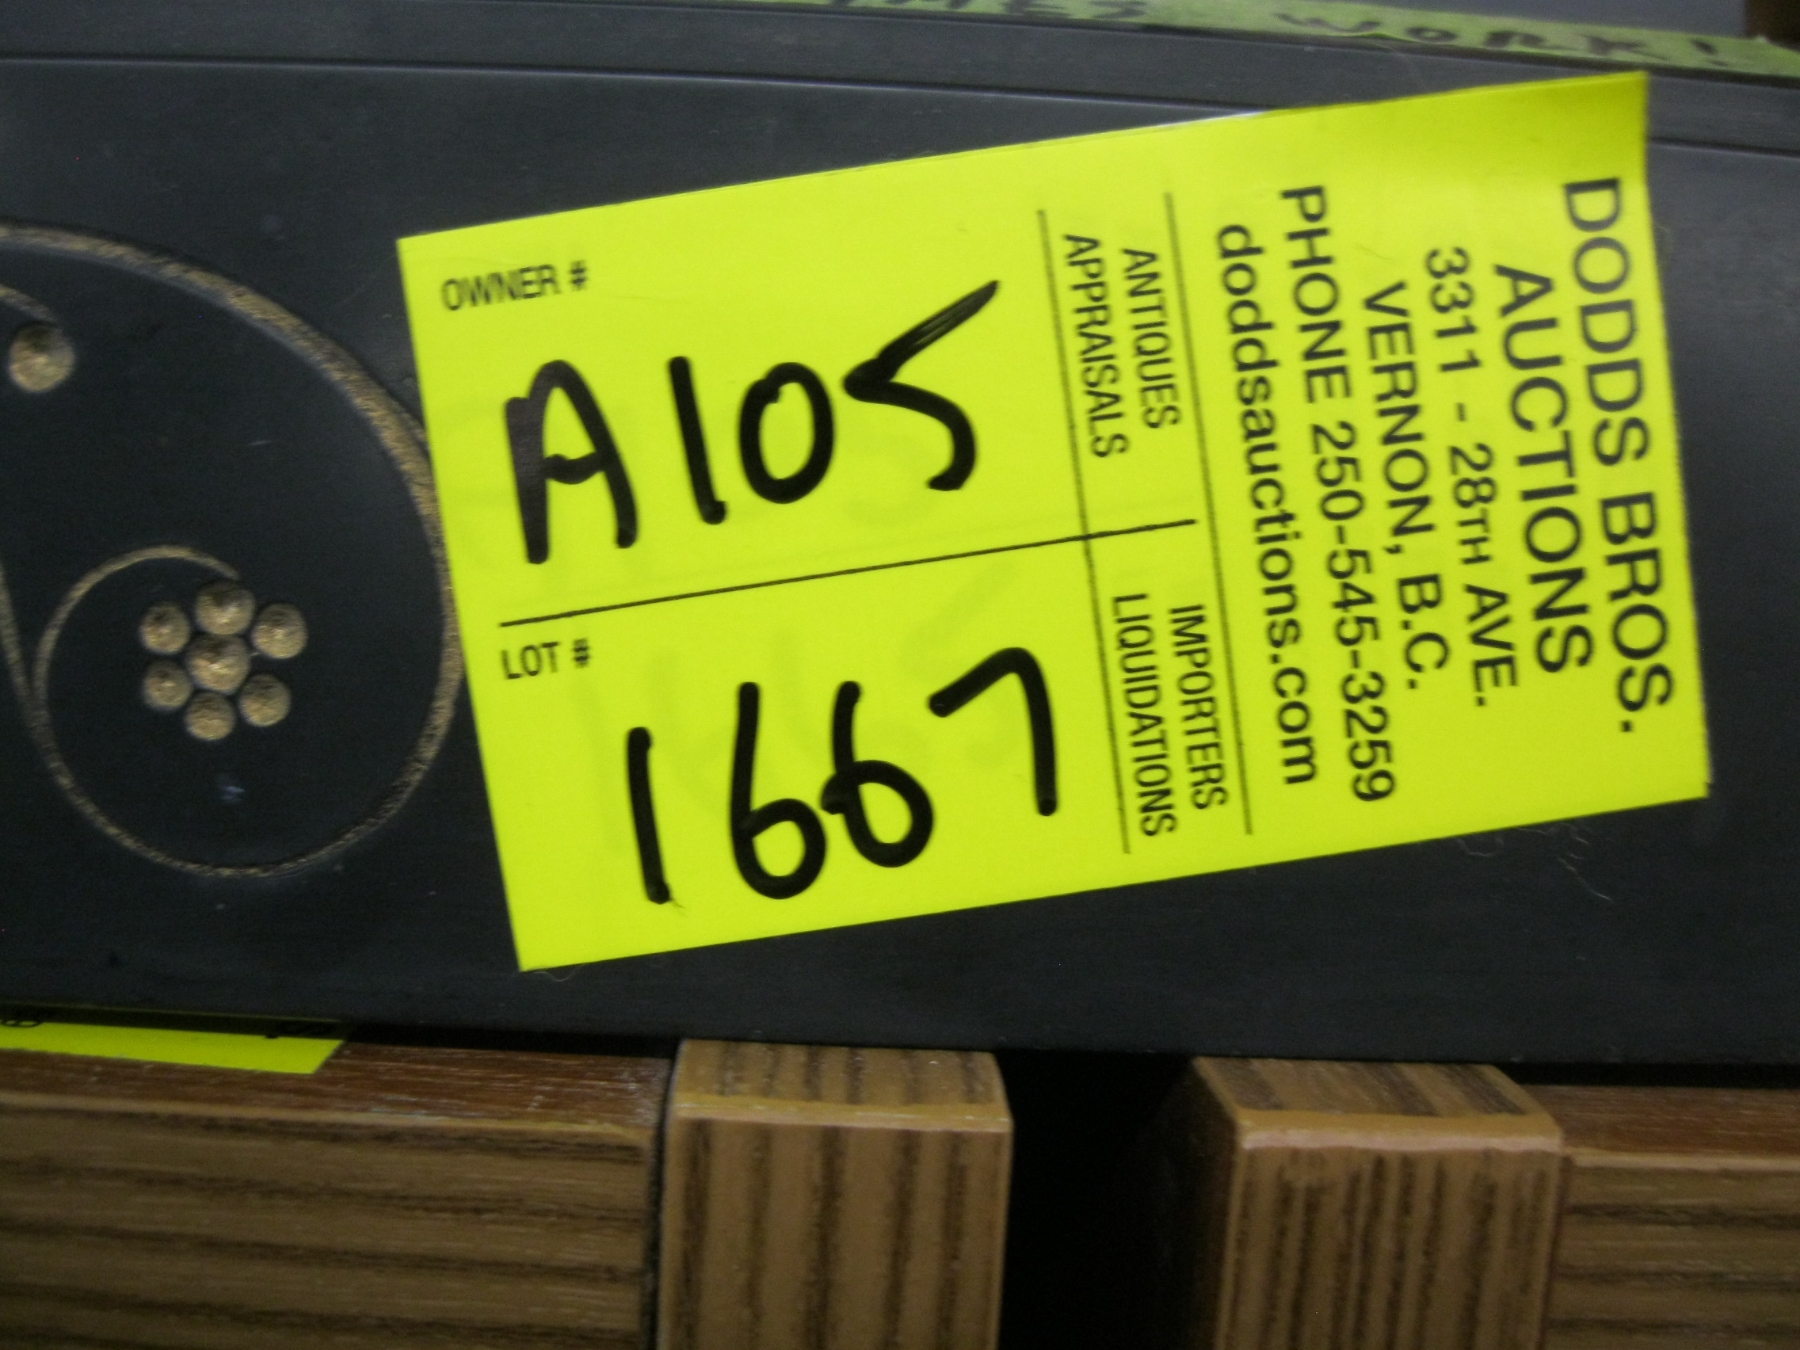 WORK!
DODDS BROS.
AUCTIONS
3311 - 28TH AVE.
VERNON, B.C.
PHONE 250-545-3259
doddsauctions.com
ANTIQUES
APPRAISALS
IMPORTERS
LIQUIDATIONS
OWNER #
A105
LOT #
1667